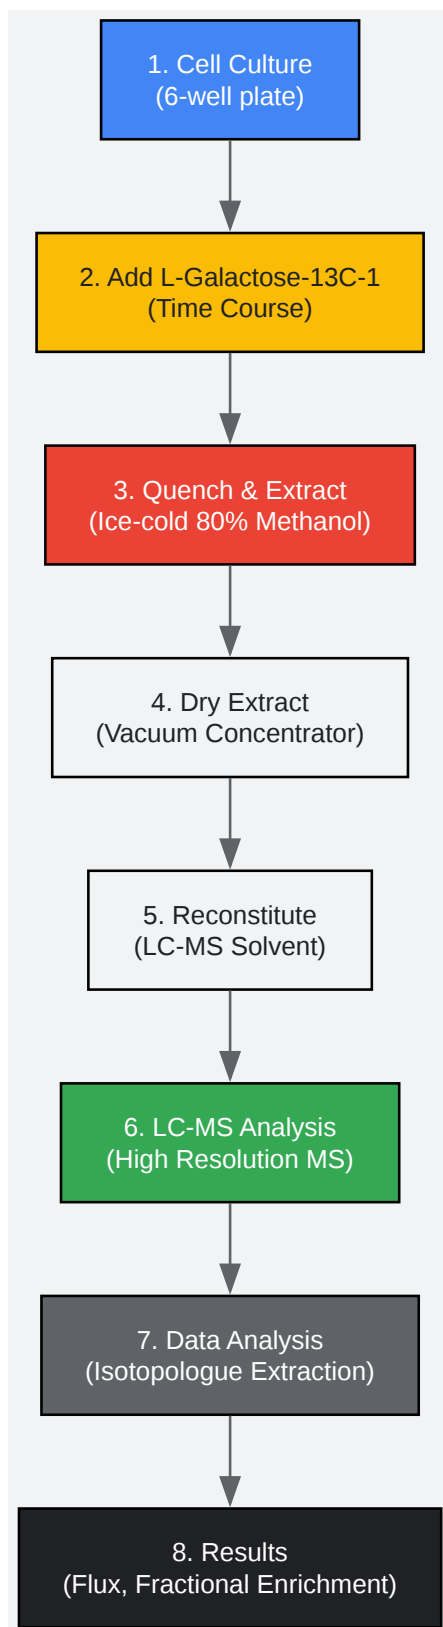 1. Cell Culture
(6-well plate)
2. Add L-Galactose-13C-1
(Time Course)
3. Quench & Extract
(Ice-cold 80% Methanol)
4. Dry Extract
(Vacuum Concentrator)
5. Reconstitute
(LC-MS Solvent)
6. LC-MS Analysis
(High Resolution MS)
7. Data Analysis
(Isotopologue Extraction)
8. Results
(Flux, Fractional Enrichment)